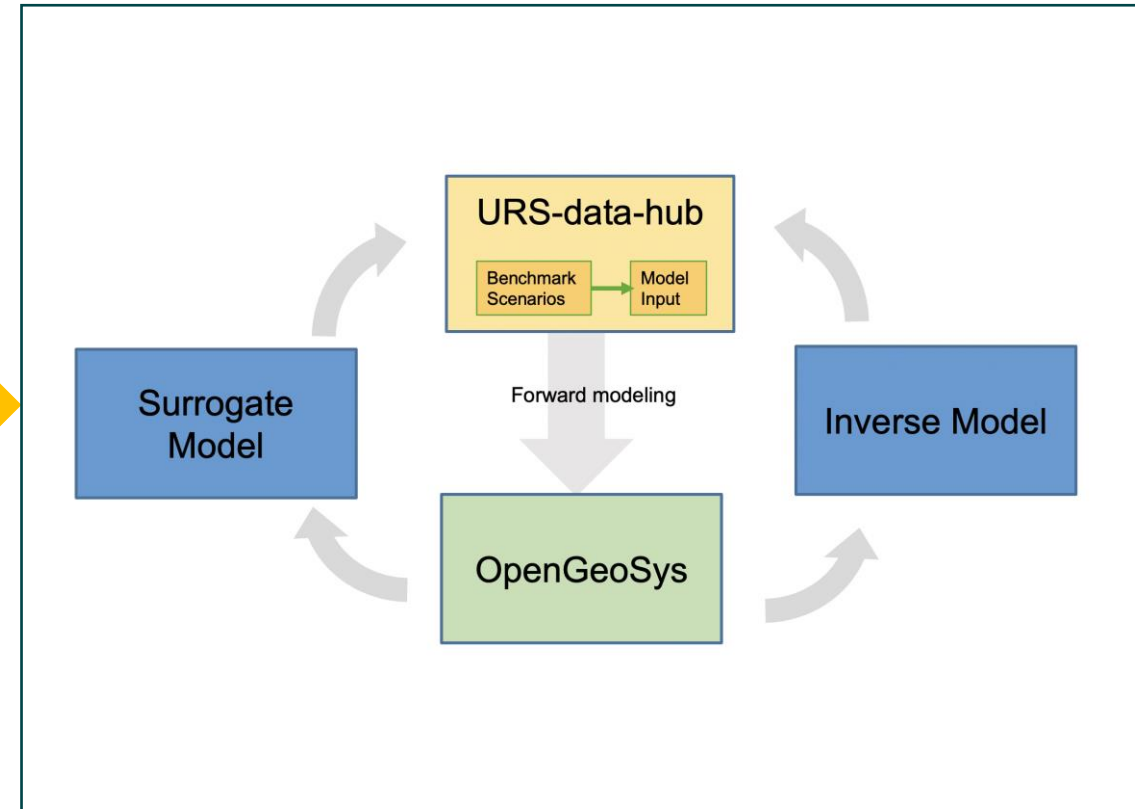 URS-data-hub
Benchmark
Scenarios
Model
Input
Forward modeling
Surrogate
Model
Inverse Model
OpenGeoSys